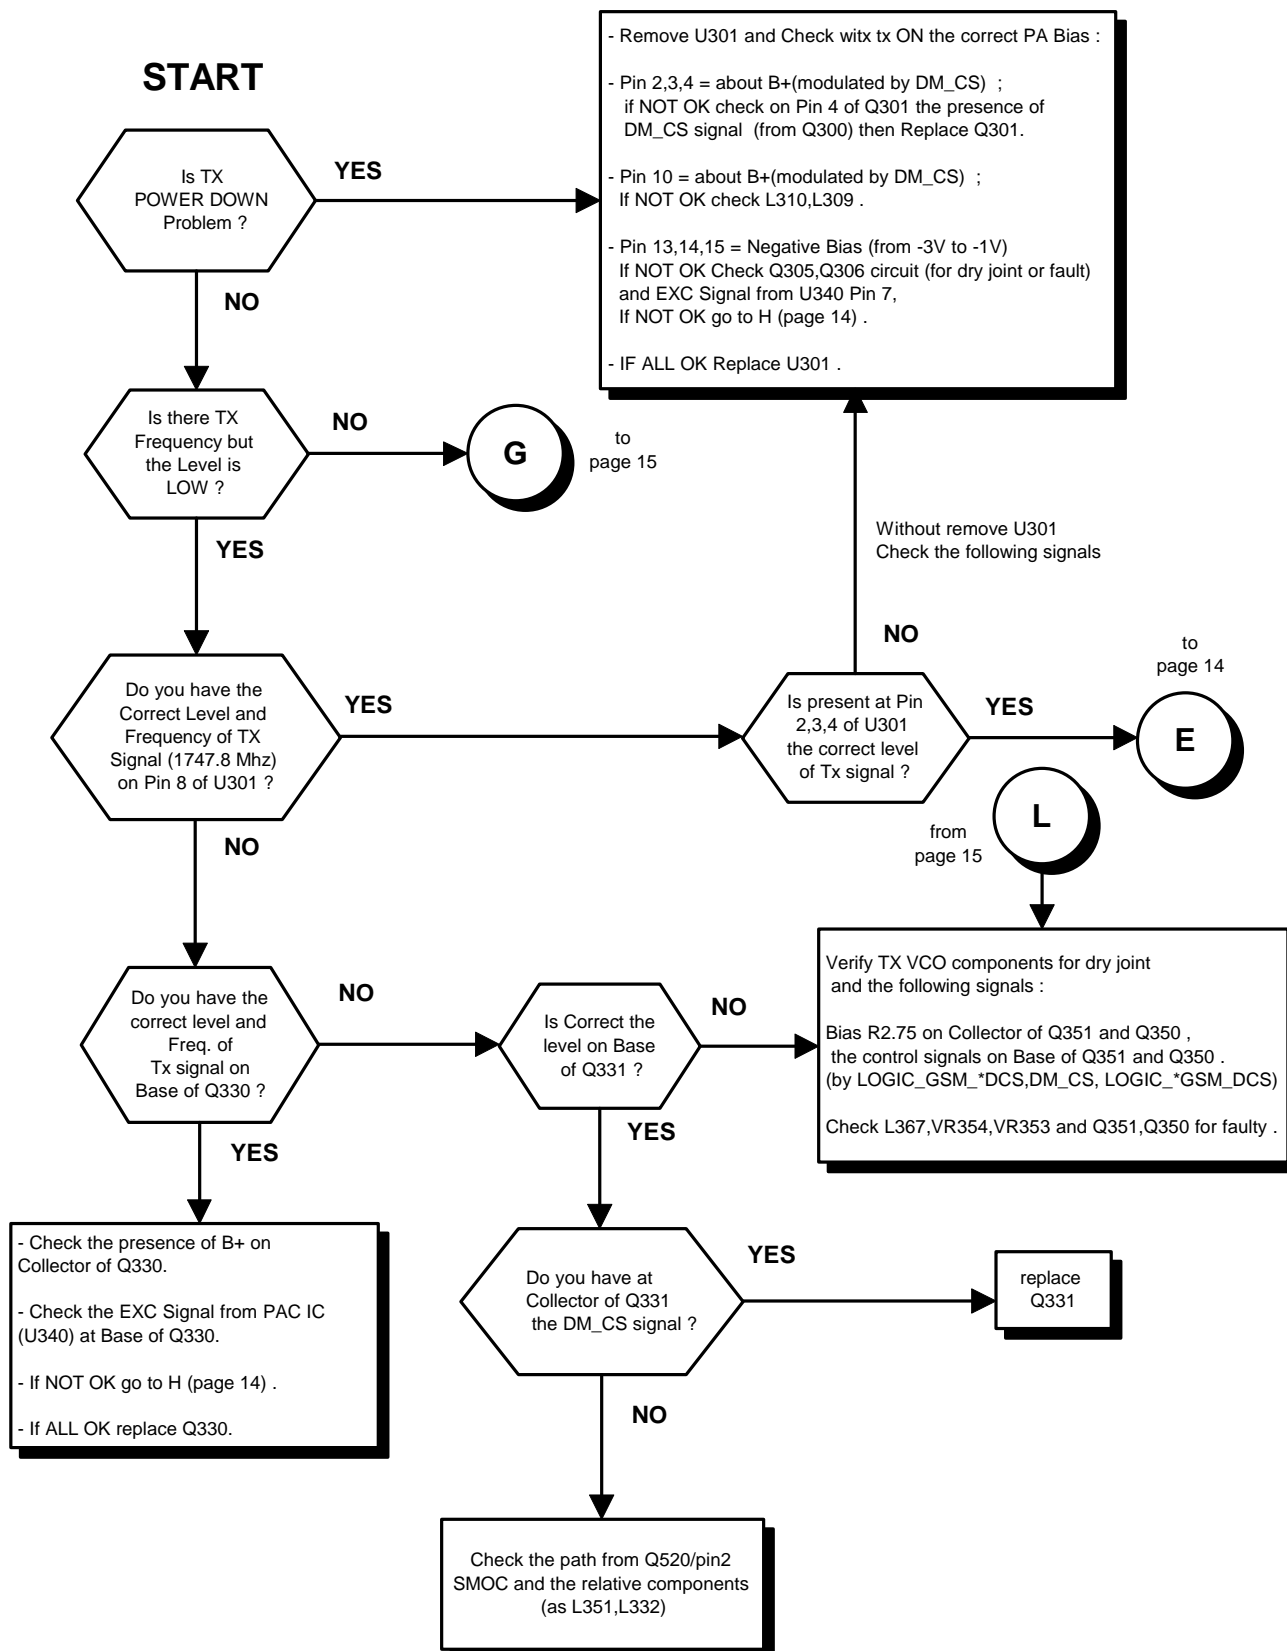 START
Is TX
POWER DOWN
Problem ?
YES
NO
- Remove U301 and Check witx tx ON the correct PA Bias :
- Pin 2,3,4 = about B+(modulated by DM_CS)  ;
if NOT OK check on Pin 4 of Q301 the presence of
DM_CS signal  (from Q300) then Replace Q301.
- Pin 10 = about B+(modulated by DM_CS)  ;
If NOT OK check L310,L309 .
- Pin 13,14,15 = Negative Bias (from -3V to -1V)
If NOT OK Check Q305,Q306 circuit (for dry joint or fault)
and EXC Signal from U340 Pin 7,
If NOT OK go to H (page 14) .
- IF ALL OK Replace U301 .
Is there TX
Frequency but
the Level is
LOW ?
NO
G
to
page 15
YES
Without remove U301
Check the following signals
NO
Do you have the
Correct Level and
Frequency of TX
Signal (1747.8 Mhz)
on Pin 8 of U301 ?
YES
Is present at Pin
2,3,4 of U301
the correct level
of Tx signal ?
YES
to
page 14
E
NO
from
page 15
L
Do you have the
correct level and
Freq. of
Tx signal on
Base of Q330 ?
NO
Is Correct the
level on Base
of Q331 ?
NO
Verify TX VCO components for dry joint
and the following signals :
Bias R2.75 on Collector of Q351 and Q350 ,
the control signals on Base of Q351 and Q350 .
(by LOGIC_GSM_*DCS,DM_CS, LOGIC_*GSM_DCS)
Check L367,VR354,VR353 and Q351,Q350 for faulty .
YES
YES
- Check the presence of B+ on
Collector of Q330.
- Check the EXC Signal from PAC IC
(U340) at Base of Q330.
- If NOT OK go to H (page 14) .
- If ALL OK replace Q330.
Do you have at
Collector of Q331
the DM_CS signal ?
YES
replace
Q331
NO
Check the path from Q520/pin2
SMOC and the relative components
(as L351,L332)